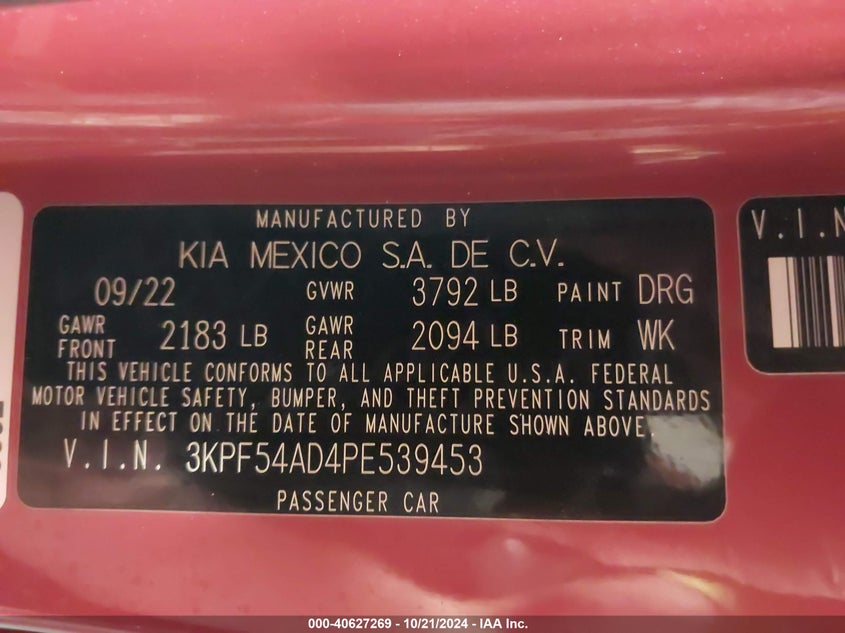 MANUFACTURED BY
KIA MEXICO S.A. DE C.V.
09/22 GVWR 3792 LB PAINT DRG
GAWR FRONT 2183 LB GAWR REAR 2094 LB TRIM WK
THIS VEHICLE CONFORMS TO ALL APPLICABLE U.S.A. FEDERAL
MOTOR VEHICLE SAFETY, BUMPER, AND THEFT PREVENTION STANDARDS
IN EFFECT ON THE DATE OF MANUFACTURE SHOWN ABOVE.
V.I.N. 3KPF54AD4PE539453
PASSENGER CAR
V.I.N
000-40627269 - 10/21/2024 - IAA Inc.